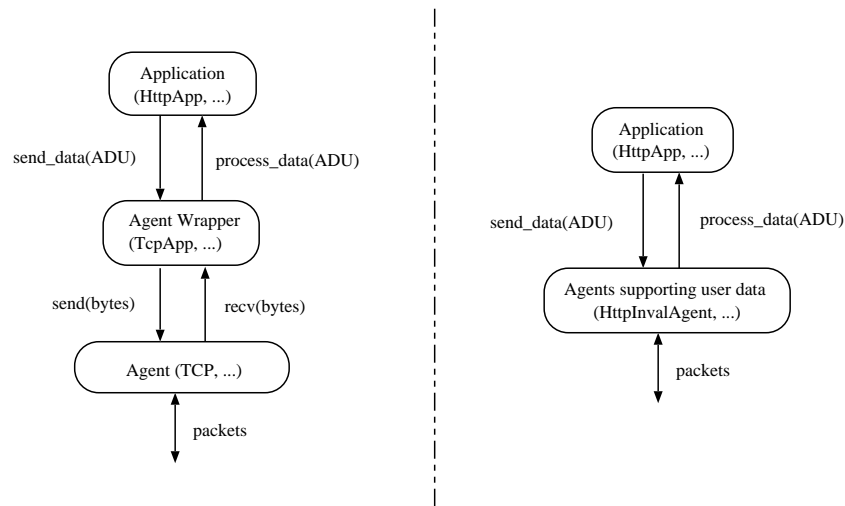 Application
(HttpApp, ...)
send_data(ADU)
process_data(ADU)
Agent Wrapper
(TcpApp, ...)
send(bytes)
recv(bytes)
Agent (TCP, ...)
packets
Application
(HttpApp, ...)
send_data(ADU)
process_data(ADU)
Agents supporting user data
(HttpInvalAgent, ...)
packets